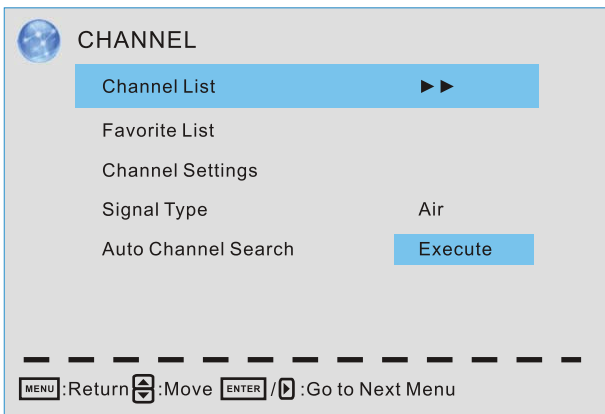 CHANNEL
Channel List ►►
Favorite List
Channel Settings
Signal Type Air
Auto Channel Search Execute
MENU:Return :Move ENTER / :Go to Next Menu